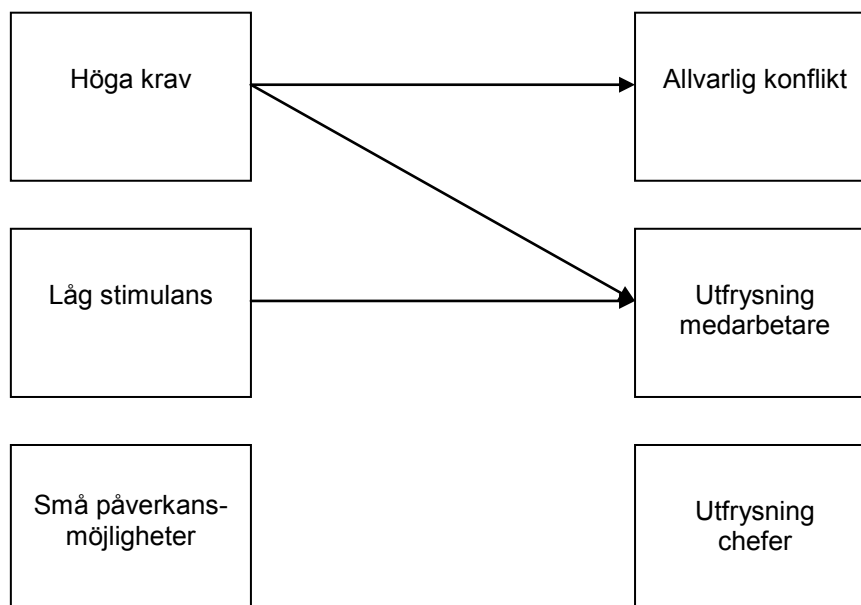 Höga krav
Allvarlig konflikt
Låg stimulans
Utfrysning
medarbetare
Små påverkans-
möjligheter
Utfrysning
chefer